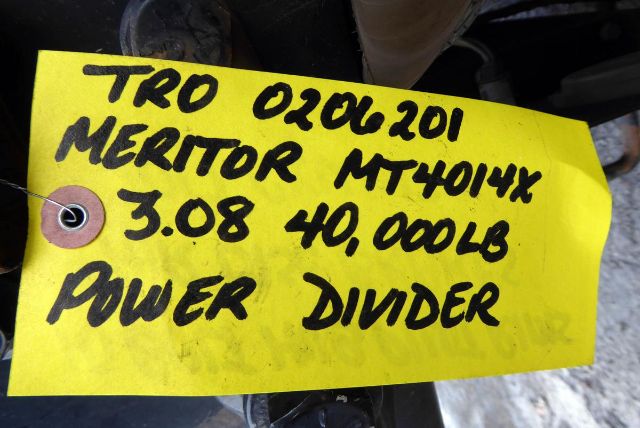 TRO 0206201
MERITOR MT4014X
3.08 40,000LB
POWER DIVIDER